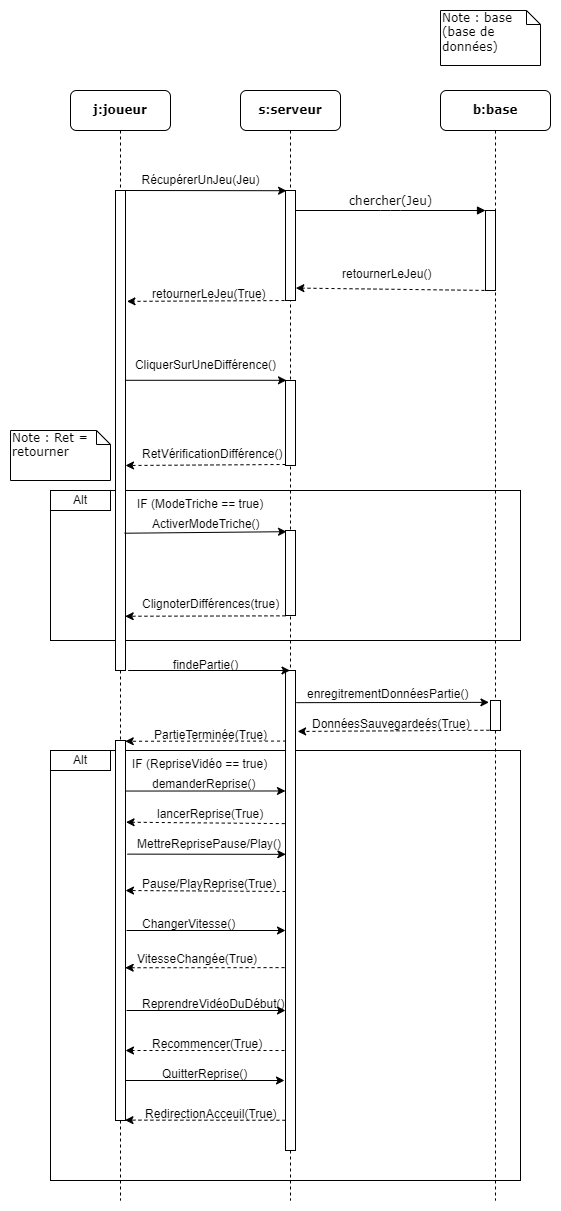 Note : base
(base de
données)
j:joueur
s:serveur
b:base
RécupérerUnJeu(Jeu)
chercher(Jeu)
retournerLeJeu()
retournerLeJeu(True)
CliquerSurUneDifférence()
Note : Ret =
retourner
RetVérificationDifférence()
Alt
IF (ModeTriche == true)
ActiverModeTriche()
ClignoterDifférences(true)
findePartie()
enregitrementDonnéesPartie()
DonnéesSauvegardeés(True)
PartieTerminée(True)
Alt
IF (RepriseVidéo == true)
demanderReprise()
lancerReprise(True)
MettreReprisePause/Play()
Pause/PlayReprise(True)
ChangerVitesse()
VitesseChangée(True)
ReprendreVidéoDuDébut()
Recommencer(True)
QuitterReprise()
RedirectionAcceuil(True)